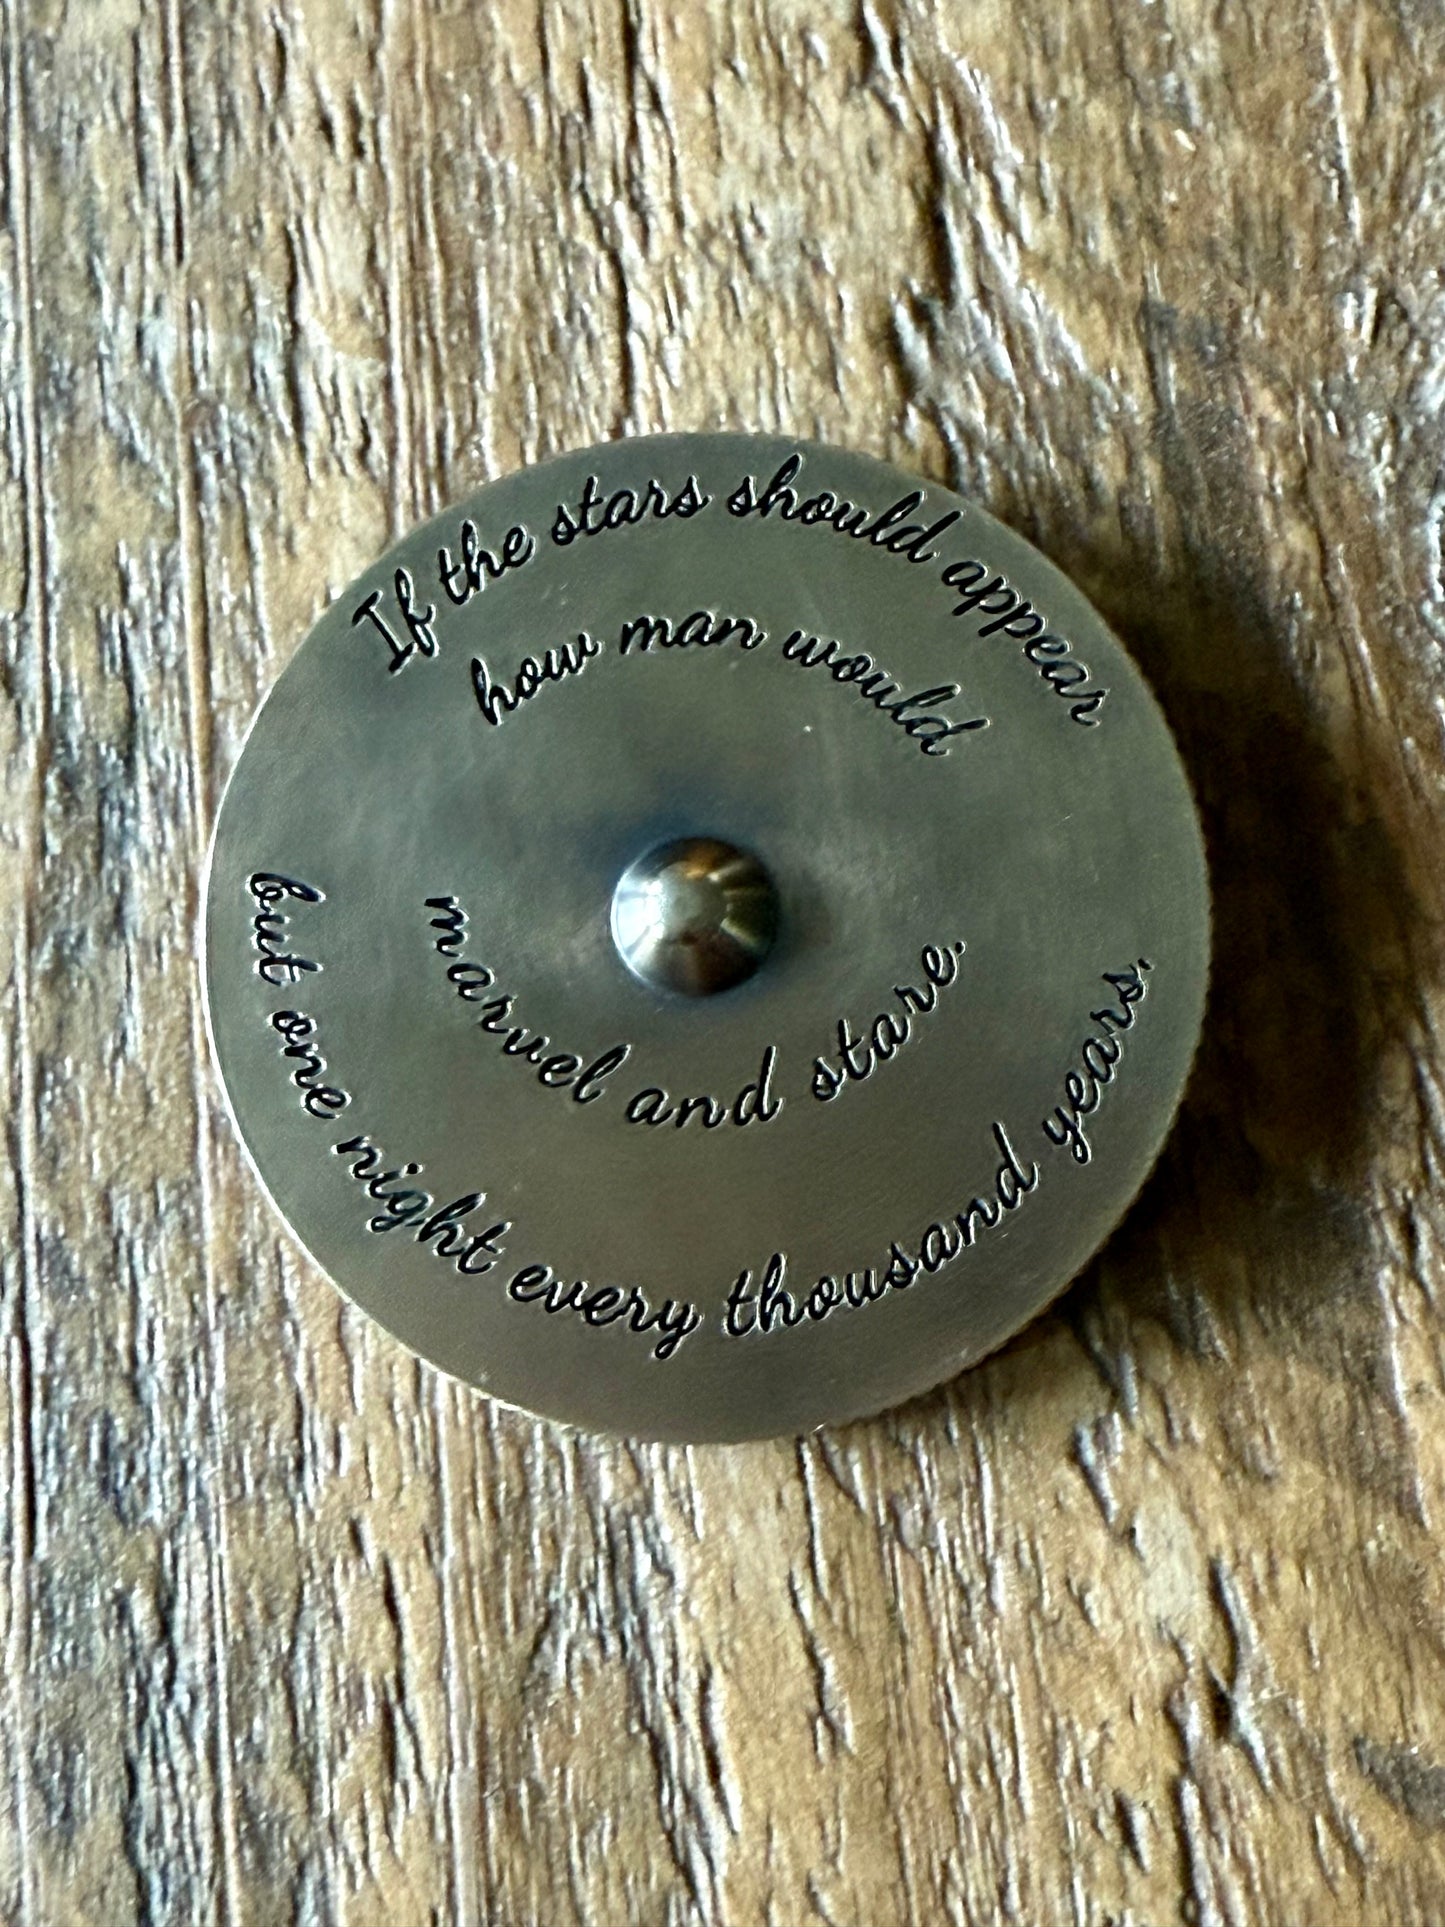 If the stars should appear
but one night every thousand years,
how man would
marvel and stare.